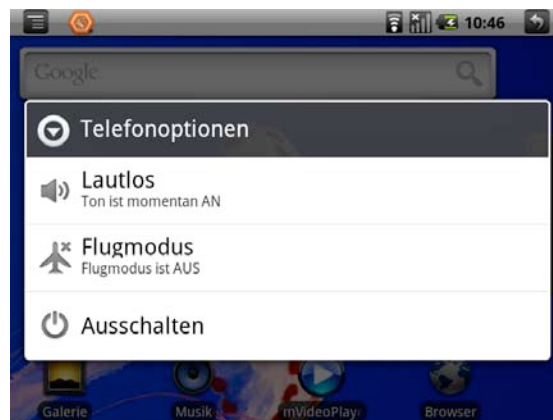 10:46
Google
Telefonoptionen
Lautlos
Ton ist momentan AN
Flugmodus
Flugmodus ist AUS
Ausschalten
Galerie
Musik
mVideoPlay
Browser